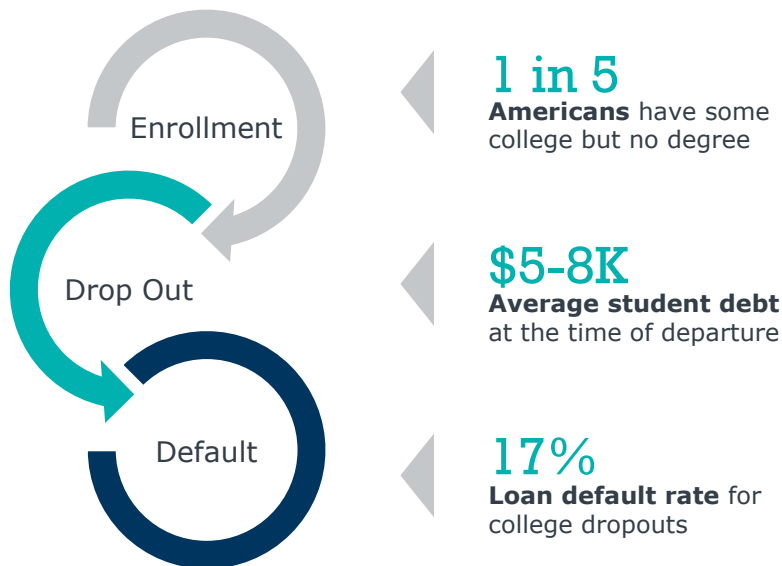 Enrollment
1 in 5
Americans have some
college but no degree
Drop Out
$5-8K
Average student debt
at the time of departure
Default
17%
Loan default rate for
college dropouts